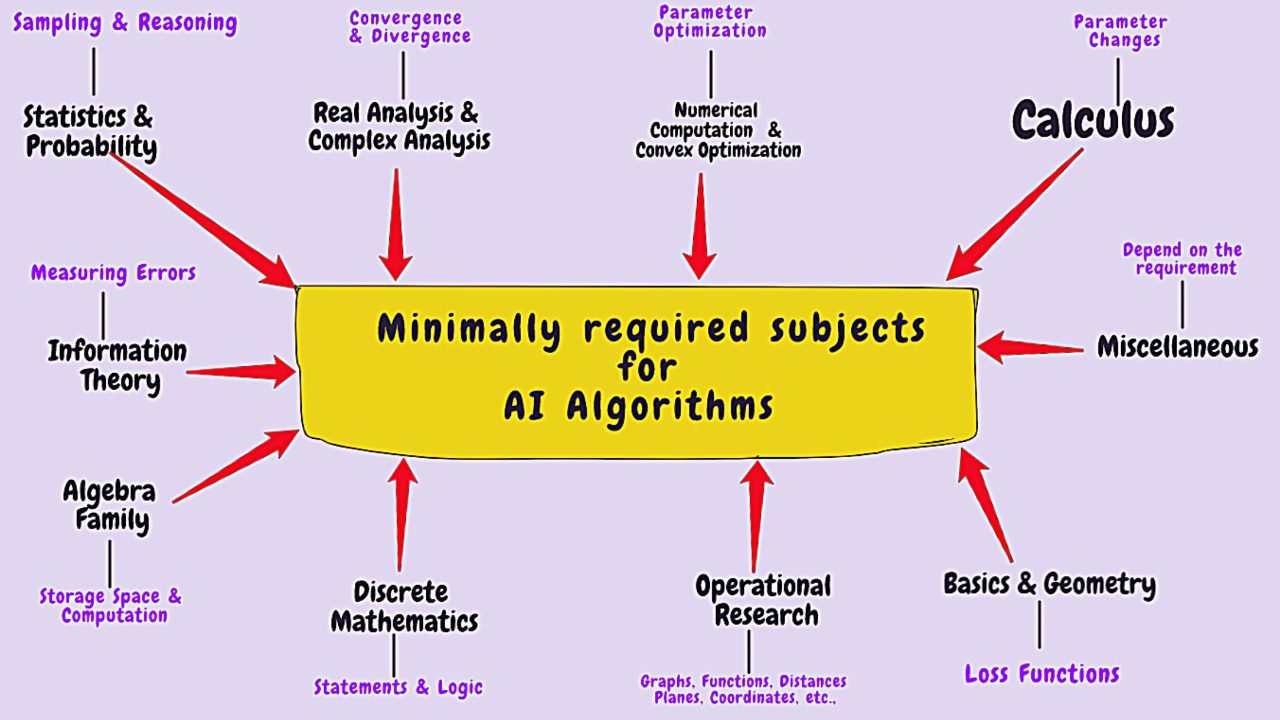 Sampling & Reasoning
Statistics &
Probability
Convergence
& Divergence
Real Analysis &
Complex Analysis
Parameter
Optimization
Numerical
Computation &
Convex Optimization
Parameter
Changes
Calculus
Measuring Errors
Information
Theory
Minimally required subjects
for
AI Algorithms
Depend on the
requirement
Miscellaneous
Algebra
Family
Storage Space &
Computation
Discrete
Mathematics
Statements & Logic
Operational
Research
Graphs, Functions, Distances
Planes, Coordinates, etc.,
Basics & Geometry
Loss Functions